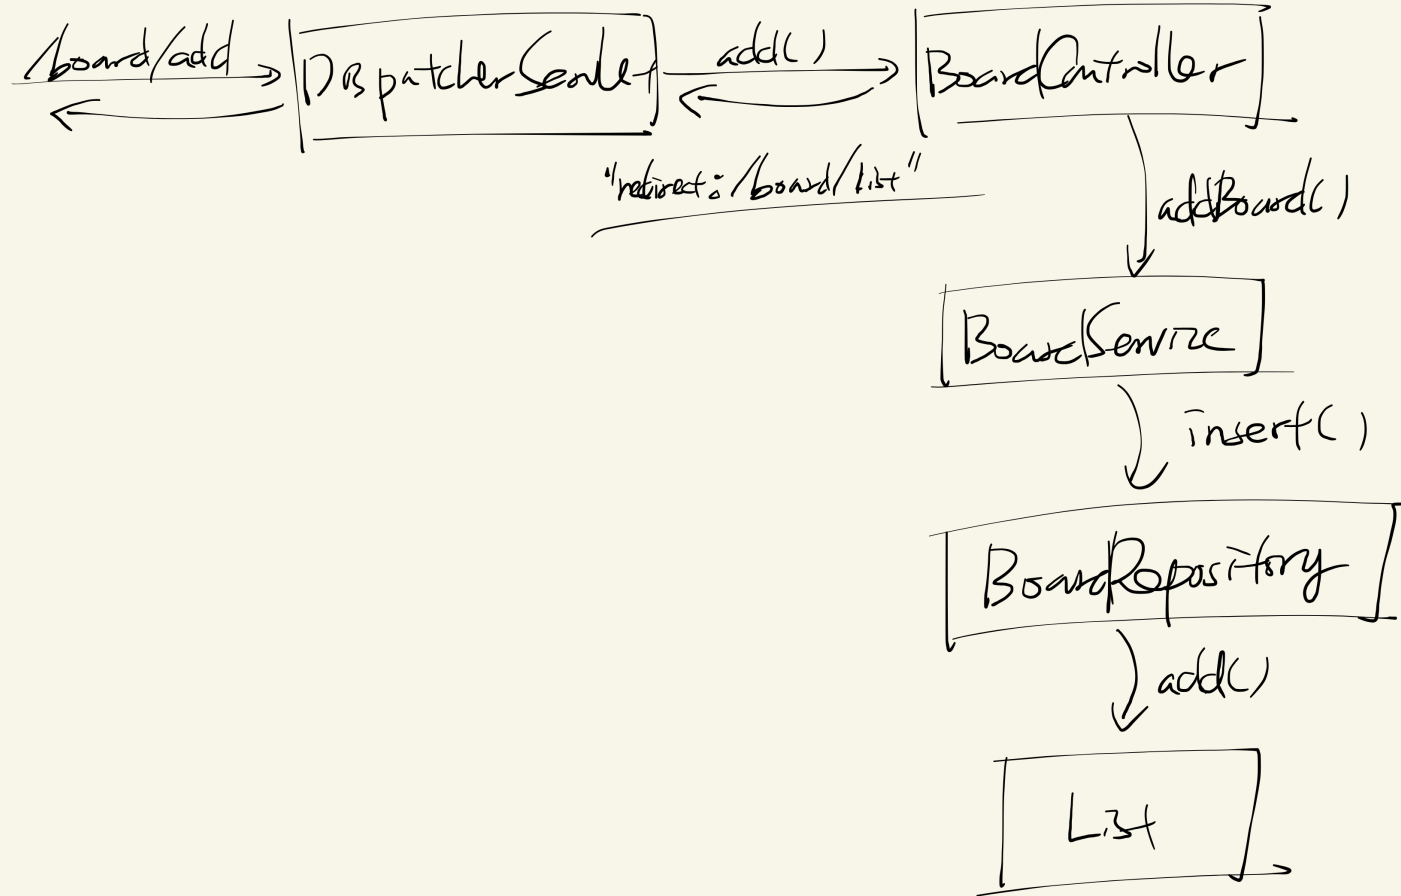 /board/add
DispatcherServlet
add()
BoardController
"redirect:/board/list"
addBoard()
BoardService
insert()
BoardRepository
add()
List